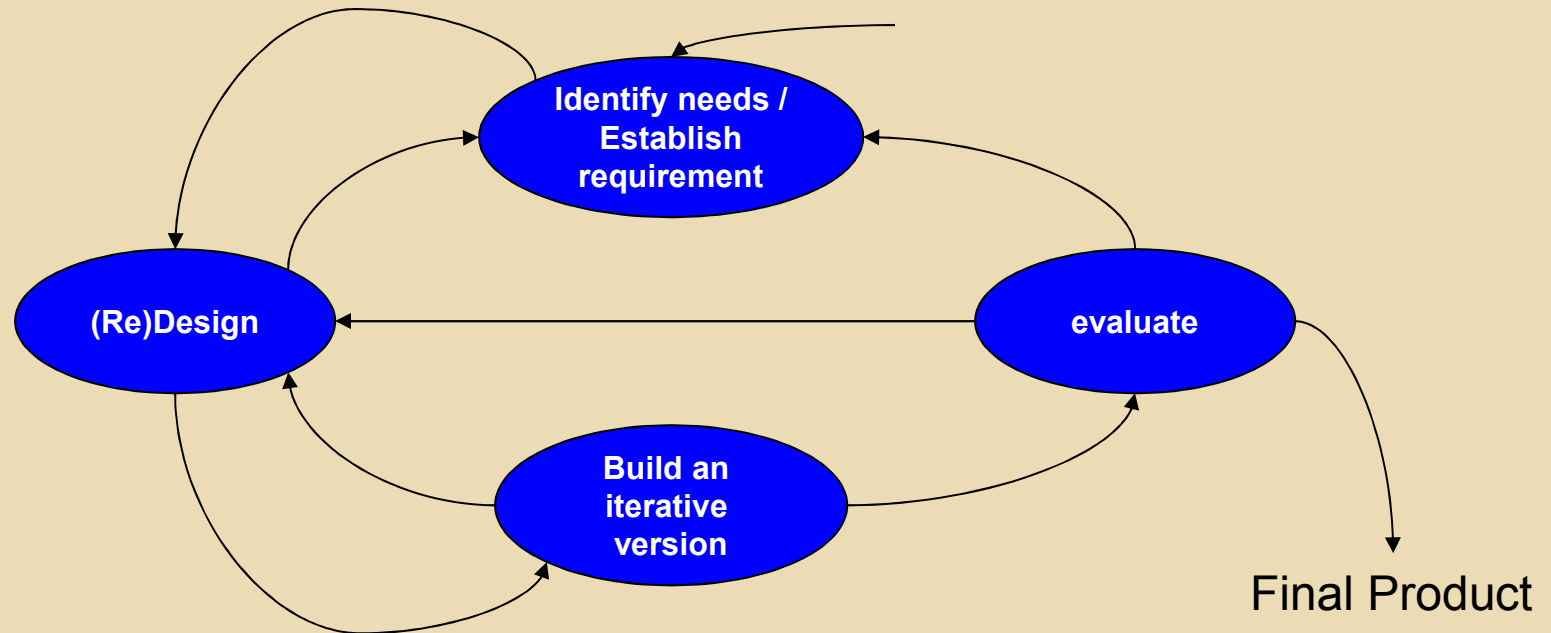 Identify needs /
Establish
requirement
(Re)Design
evaluate
Build an
iterative
version
Final Product